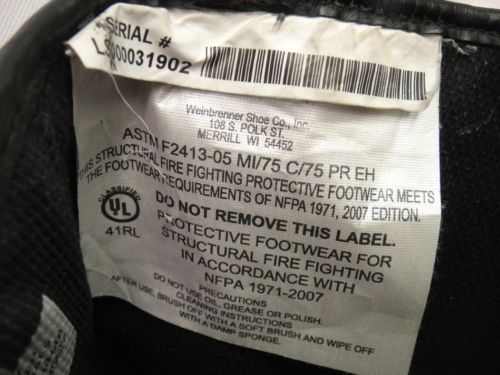 SERIAL #
LS000031902
Weinbrenner Shoe Co., Inc.
108 S. POLK ST.
MERRILL WI 54452
ASTM F2413-05 MI/75 C/75 PR EH
THIS STRUCTURAL FIRE FIGHTING PROTECTIVE FOOTWEAR MEETS
THE FOOTWEAR REQUIREMENTS OF NFPA 1971, 2007 EDITION.
CLASSIFIED
UL
41RL
DO NOT REMOVE THIS LABEL.
PROTECTIVE FOOTWEAR FOR
STRUCTURAL FIRE FIGHTING
IN ACCORDANCE WITH
NFPA 1971-2007
PRECAUTIONS
DO NOT USE OIL, GREASE OR POLISH.
CLEANING INSTRUCTIONS
AFTER USE, BRUSH OFF WITH A SOFT BRUSH AND WIPE OFF
WITH A DAMP SPONGE.